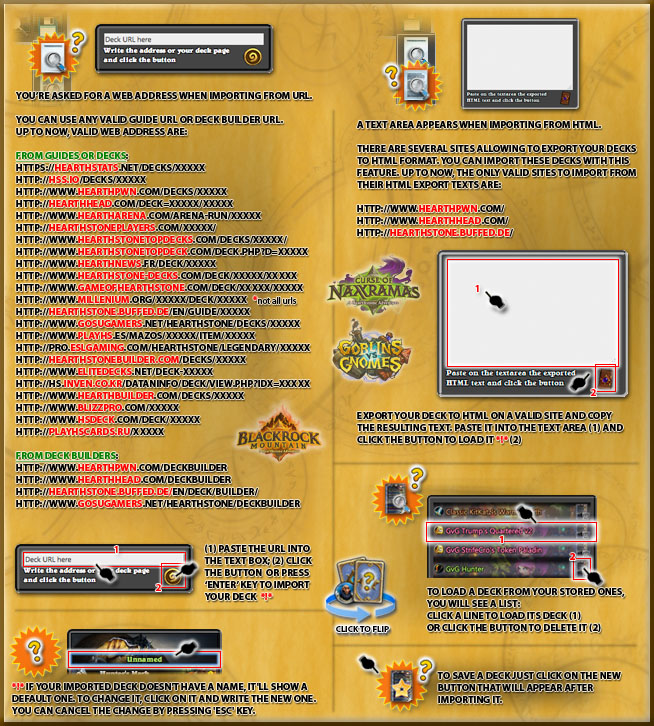 Deck URL here
Write the address or your deck page
and click the button
YOU'RE ASKED FOR A WEB ADDRESS WHEN IMPORTING FROM URL.
YOU CAN USE ANY VALID GUIDE URL OR DECK BUILDER URL.
UP TO NOW, VALID WEB ADDRESS ARE:
FROM GUIDES OR DECKS:
HTTPS://HEARTHSTATS.NET/DECKS/XXXXX
HTTP://HSS.IO/DECKS/XXXXX
HTTP://WWW.HEARTHPWN.COM/DECKS/XXXXX
HTTP://HEARTHHEAD.COM/DECK=XXXXX/XXXXX
HTTP://WWW.HEARTHARENA.COM/ARENA-RUN/XXXXX
HTTP://HEARTHSTONEPLAYERS.COM/XXXXX/
HTTP://WWW.HEARTHSTONETOPDECKS.COM/DECKS/XXXXX/
HTTP://WWW.HEARTHSTONETOPDECK.COM/DECK.PHP?D=XXXXX
HTTP://WWW.HEARTHNEWS.FR/DECK/XXXXX
HTTP://WWW.HEARTHSTONE-DECKS.COM/DECK/XXXXX/XXXXX
HTTP://WWW.GAMEOFHEARTHSTONE.COM/DECK/XXXXX/XXXXX
HTTP://WWW.MILLENIUM.ORG/XXXXX/DECK/XXXXX *not all urls
HTTP://HEARTHSTONE.BUFFED.DE/EN/GUIDE/XXXXX
HTTP://WWW.GOSUGAMERS.NET/HEARTHSTONE/DECKS/XXXXX
HTTP://WWW.PLAYHS.ES/MAZOS/XXXXX/ITEM/XXXXX
HTTP://PRO.ESLGAMING.COM/HEARTHSTONE/LEGENDARY/XXXXX
HTTP://HEARTHSTONEBUILDER.COM/DECKS/XXXXX
HTTP://WWW.ELITEDECKS.NET/DECK-XXXXX
HTTP://HS.INVEN.CO.KR/DATAINFO/DECK/VIEW.PHP?IDX=XXXXX
HTTP://WWW.HEARTHBUILDER.COM/DECKS/XXXXX
HTTP://WWW.BLIZZPRO.COM/XXXXX
HTTP://WWW.HSDECK.COM/DECK/XXXXX
HTTP://PLAYHSCARDS.RU/XXXXX
FROM DECK BUILDERS:
HTTP://WWW.HEARTHPWN.COM/DECKBUILDER
HTTP://WWW.HEARTHHEAD.COM/DECKBUILDER
HTTP://HEARTHSTONE.BUFFED.DE/EN/DECK/BUILDER/
HTTP://WWW.GOSUGAMERS.NET/HEARTHSTONE/DECKBUILDER
BLACKROCK
MOUNTAIN
1
Deck URL here
Write the address or your deck page
and click the button
2
(1) PASTE THE URL INTO
THE TEXT BOX; (2) CLICK
THE BUTTON OR PRESS
'ENTER' KEY TO IMPORT
YOUR DECK *!*
Unnamed
*!* IF YOUR IMPORTED DECK DOESN'T HAVE A NAME, IT'LL SHOW A
DEFAULT ONE. TO CHANGE IT, CLICK ON IT AND WRITE THE NEW ONE.
YOU CAN CANCEL THE CHANGE BY PRESSING 'ESC' KEY.
Paste on the textarea the exported
HTML text and click the button
A TEXT AREA APPEARS WHEN IMPORTING FROM HTML.
THERE ARE SEVERAL SITES ALLOWING TO EXPORT YOUR DECKS
TO HTML FORMAT. YOU CAN IMPORT THESE DECKS WITH THIS
FEATURE. UP TO NOW, THE ONLY VALID SITES TO IMPORT FROM
THEIR HTML EXPORT TEXTS ARE:
HTTP://WWW.HEARTHPWN.COM/
HTTP://WWW.HEARTHHEAD.COM/
HTTP://HEARTHSTONE.BUFFED.DE/
CURSE OF
NAXXRAMAS
GOBLINS
GNOMES
1
Paste on the textarea the exported
HTML text and click the button
2
EXPORT YOUR DECK TO HTML ON A VALID SITE AND COPY
THE RESULTING TEXT. PASTE IT INTO THE TEXT AREA (1) AND
CLICK THE BUTTON TO LOAD IT *!* (2)
GvG Trump's Quartered v2
1
GvG StrifeCro's Token Paladin
GvG Hunter
2
TO LOAD A DECK FROM YOUR STORED ONES,
YOU WILL SEE A LIST:
CLICK A LINE TO LOAD ITS DECK (1)
OR CLICK THE BUTTON TO DELETE IT (2)
CLICK TO FLIP
TO SAVE A DECK JUST CLICK ON THE NEW
BUTTON THAT WILL APPEAR AFTER
IMPORTING IT.